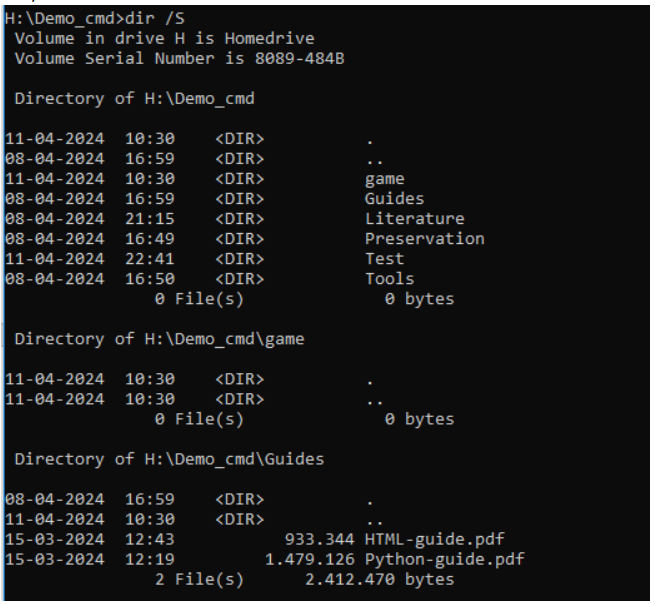 H:\Demo_cmd>dir /S
Volume in drive H is Homedrive
Volume Serial Number is 8089-484B
Directory of H:\Demo_cmd
11-04-2024 10:30 <DIR> .
08-04-2024 16:59 <DIR> ..
11-04-2024 10:30 <DIR> game
08-04-2024 16:59 <DIR> Guides
08-04-2024 21:15 <DIR> Literature
08-04-2024 16:49 <DIR> Preservation
11-04-2024 22:41 <DIR> Test
08-04-2024 16:50 <DIR> Tools
0 File(s) 0 bytes
Directory of H:\Demo_cmd\game
11-04-2024 10:30 <DIR> .
11-04-2024 10:30 <DIR> ..
0 File(s) 0 bytes
Directory of H:\Demo_cmd\Guides
08-04-2024 16:59 <DIR> .
11-04-2024 10:30 <DIR> ..
15-03-2024 12:43 933.344 HTML-guide.pdf
15-03-2024 12:19 1.479.126 Python-guide.pdf
2 File(s) 2.412.470 bytes